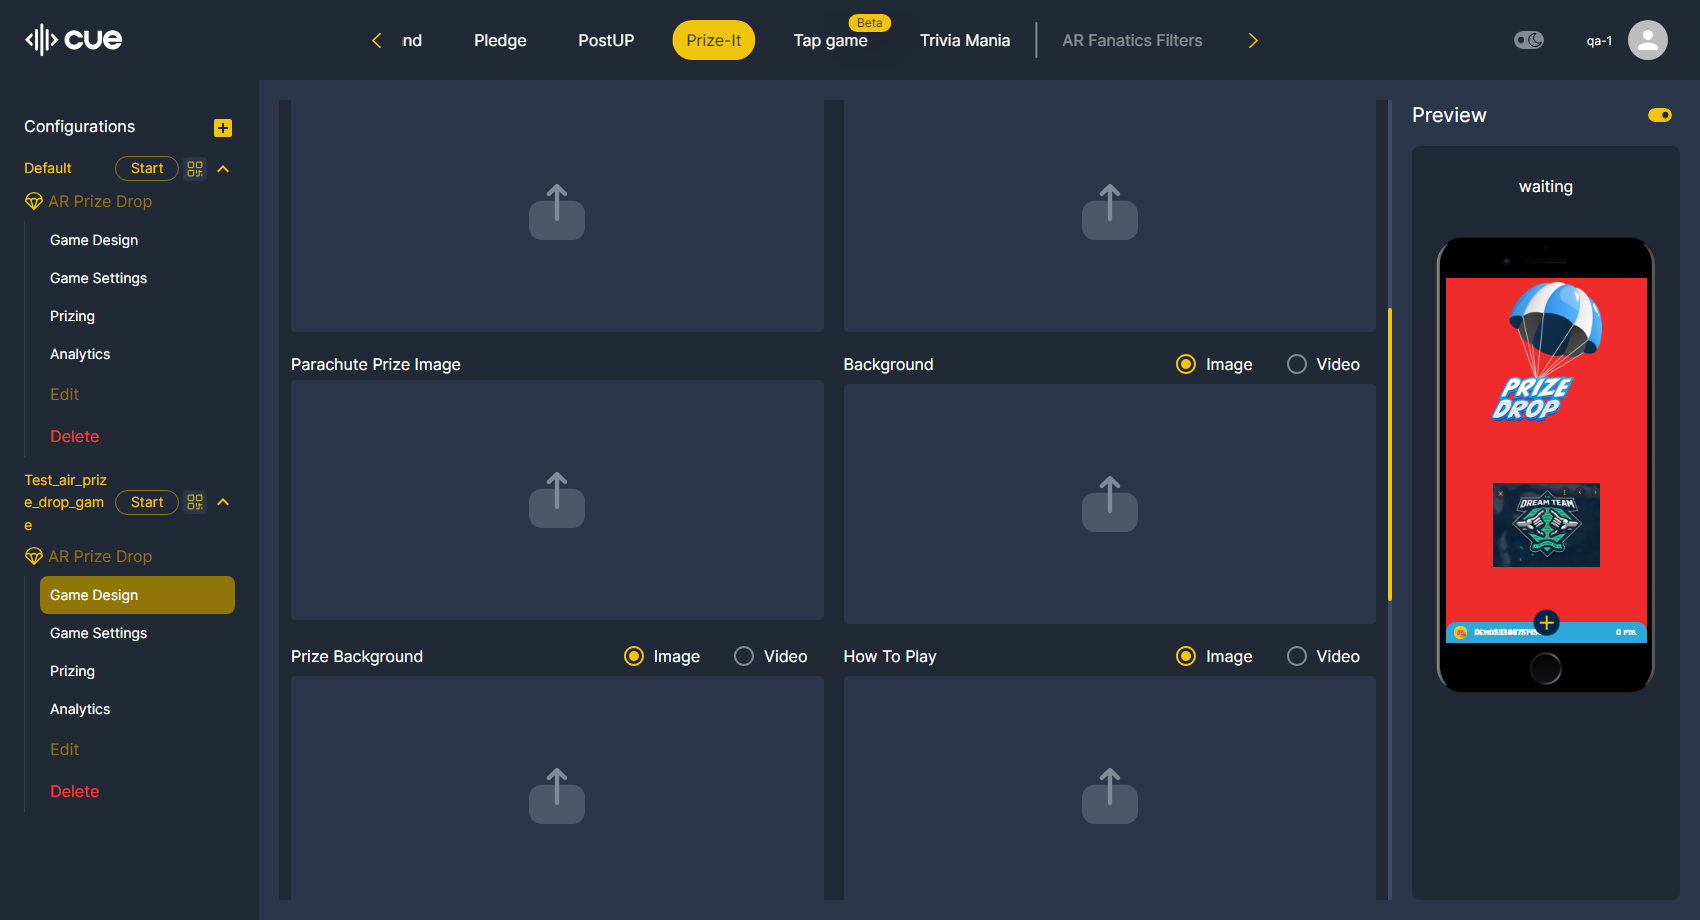 cue
nd
Pledge
PostUP
Prize-It
Beta
Tap game
Trivia Mania
AR Fanatics Filters
qa-1
Configurations
Default
Start
AR Prize Drop
Game Design
Game Settings
Prizing
Analytics
Edit
Delete
Test_air_priz
e_drop_gam
e
Start
AR Prize Drop
Game Design
Game Settings
Prizing
Analytics
Edit
Delete
Parachute Prize Image
Background
Image
Video
Prize Background
Image
Video
How To Play
Image
Video
Preview
waiting
PRIZE
DROP
DREAM TEAM
0 PTS.